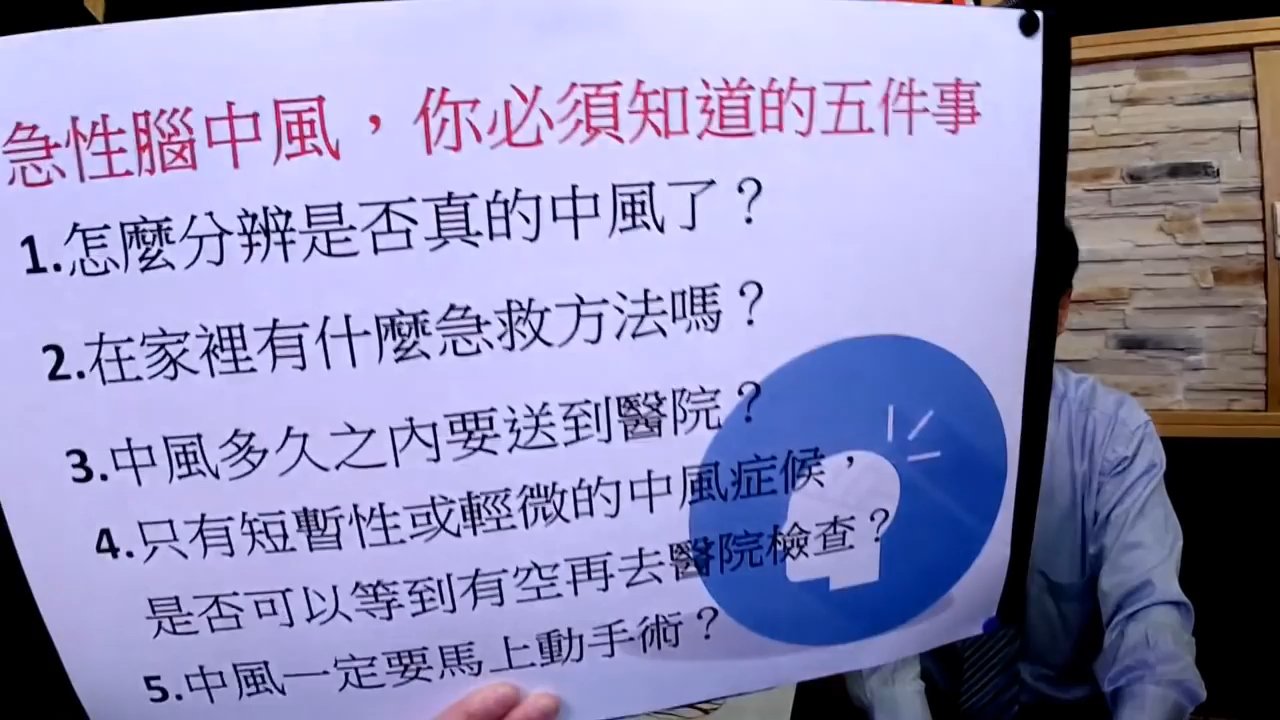 急性腦中風，你必須知道的五件事
1.怎麼分辨是否真的中風了？
2.在家裡有什麼急救方法嗎？
3.中風多久之內要送到醫院？
4.只有短暫性或輕微的中風症候，
是否可以等到有空再去醫院檢查？
5.中風一定要馬上動手術？